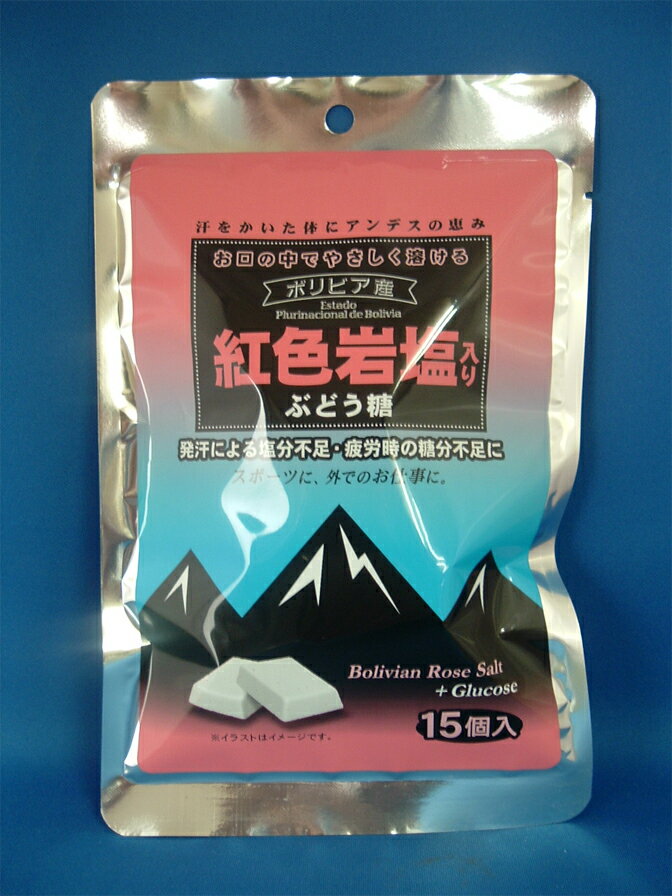 汗をかいた体にアンデスの恵み
お口の中でやさしく溶ける
ボリビア産
Estado
Plurinacional de Bolivia
紅色岩塩入り
ぶどう糖
発汗による塩分不足・疲労時の糖分不足に
スポーツに、外でのお仕事に。
Bolivian Rose Salt
+ Glucose
15個入
※イラストはイメージです。